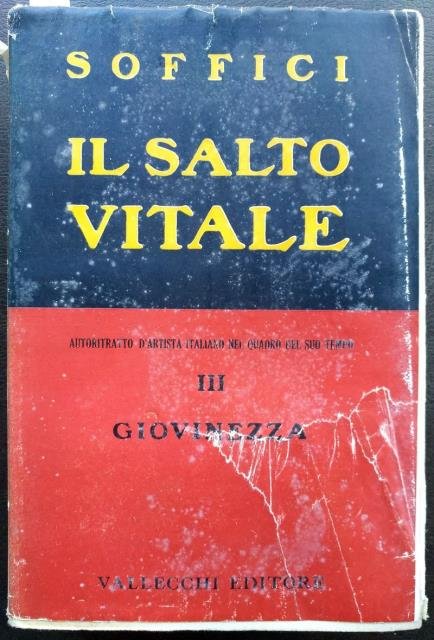 SOFFICI
IL SALTO
VITALE
AUTORITRATTO D'ARTISTA ITALIANO NEL QUADRO DEL SUO TEMPO
III
GIOVINEZZA
VALLECCHI EDITORE